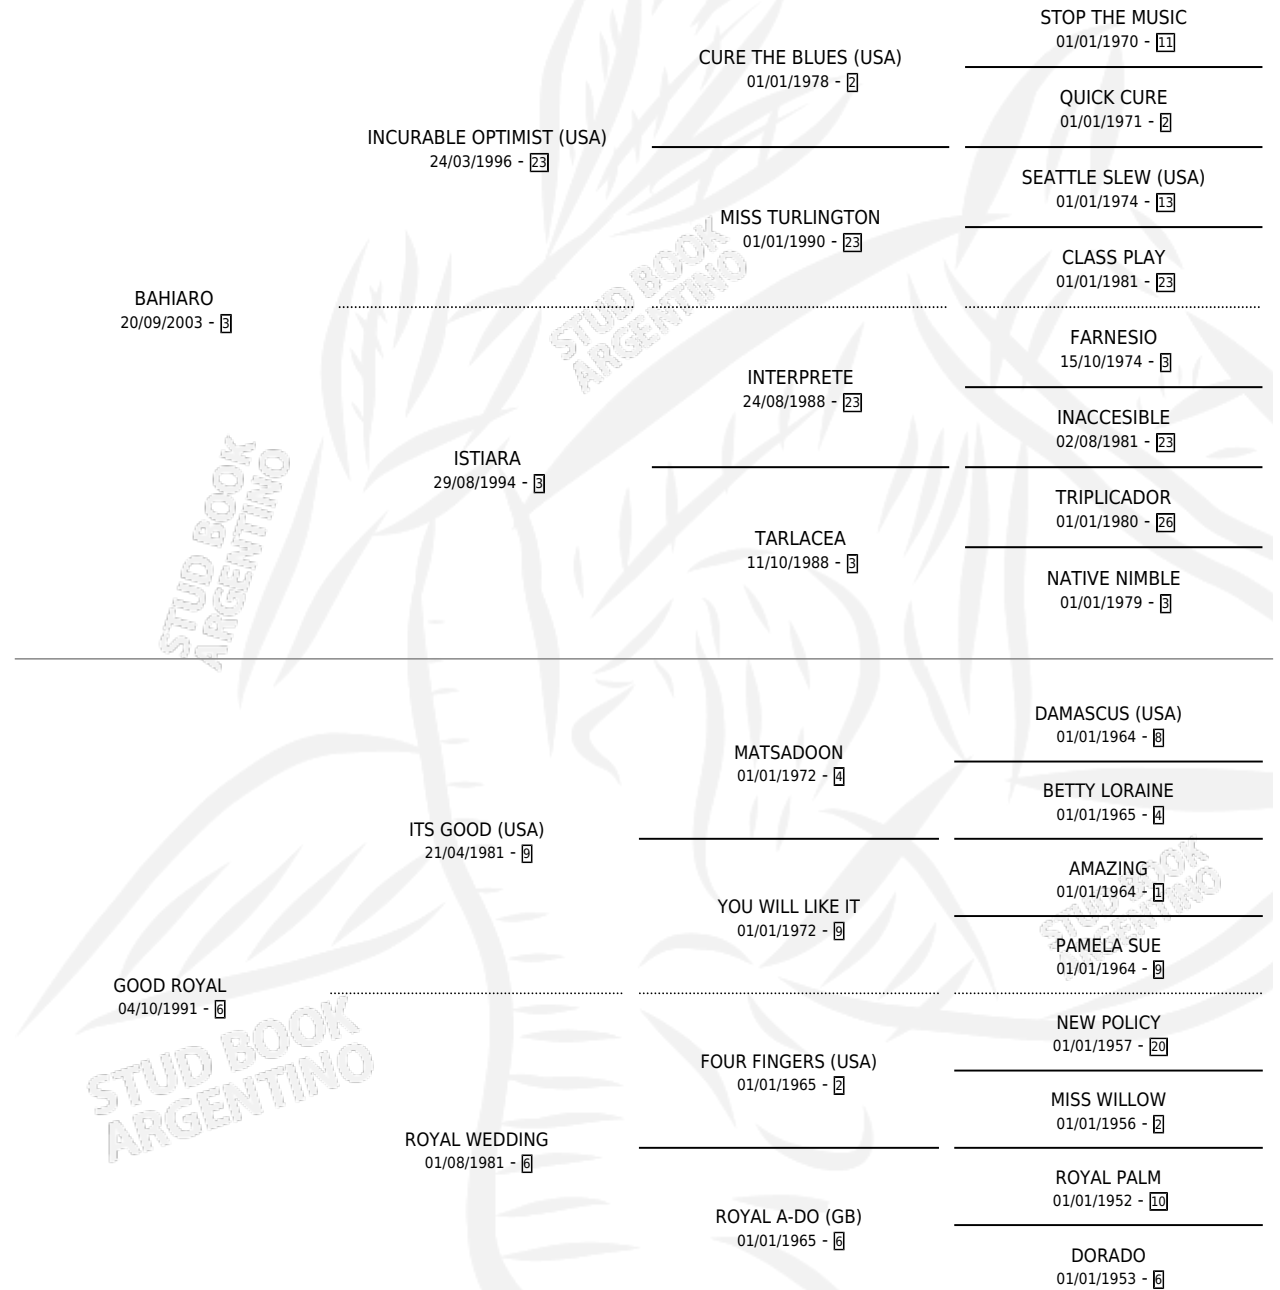 STOP THE MUSIC
01/01/1970 - 11
CURE THE BLUES (USA)
01/01/1978 - 2
QUICK CURE
01/01/1971 - 2
INCURABLE OPTIMIST (USA)
24/03/1996 - 23
SEATTLE SLEW (USA)
01/01/1974 - 13
MISS TURLINGTON
01/01/1990 - 23
CLASS PLAY
01/01/1981 - 23
BAHIARO
20/09/2003 - 3
STUD BOOK
ARGENTINO
FARNESIO
15/10/1974 - 3
INTERPRETE
24/08/1988 - 23
INACCESIBLE
02/08/1981 - 23
ISTIARA
29/08/1994 - 3
TRIPLICADOR
01/01/1980 - 26
TARLACEA
11/10/1988 - 3
NATIVE NIMBLE
01/01/1979 - 3
STUD BOOK
ARGENTINO
DAMASCUS (USA)
01/01/1964 - 8
MATSADOON
01/01/1972 - 4
BETTY LORAINE
01/01/1965 - 4
ITS GOOD (USA)
21/04/1981 - 9
AMAZING
01/01/1964 - 1
YOU WILL LIKE IT
01/01/1972 - 9
STUD BOOK
ARGENTINO
PAMELA SUE
01/01/1964 - 9
GOOD ROYAL
04/10/1991 - 6
STUD BOOK
ARGENTINO
NEW POLICY
01/01/1957 - 20
FOUR FINGERS (USA)
01/01/1965 - 2
MISS WILLOW
01/01/1956 - 2
ROYAL WEDDING
01/08/1981 - 6
ROYAL PALM
01/01/1952 - 10
ROYAL A-DO (GB)
01/01/1965 - 6
DORADO
01/01/1953 - 6